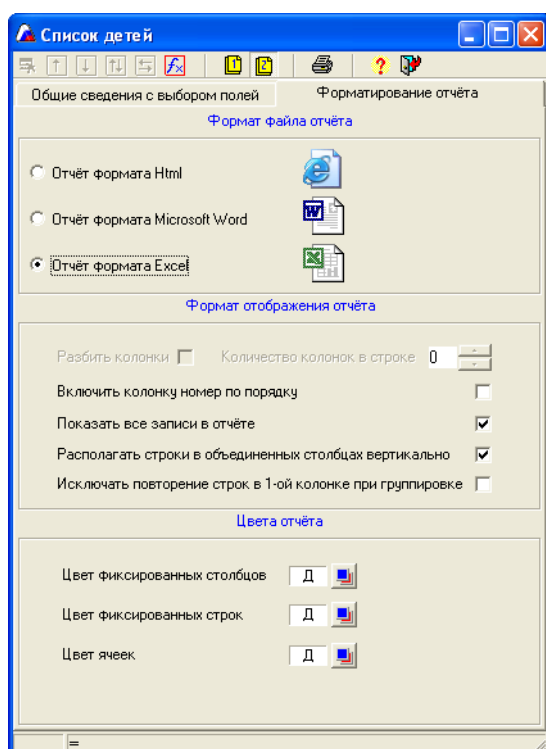 Список детей
1 2 ?
Общие сведения с выбором полей
Форматирование отчёта
Формат файла отчёта
Отчёт формата Html
Отчёт формата Microsoft Word
Отчёт формата Excel
Формат отображения отчёта
Разбить колонки Количество колонок в строке 0
Включить колонку номер по порядку
Показать все записи в отчёте
Располагать строки в объединенных столбцах вертикально
Исключать повторение строк в 1-ой колонке при группировке
Цвета отчёта
Цвет фиксированных столбцов Д
Цвет фиксированных строк Д
Цвет ячеек Д
=